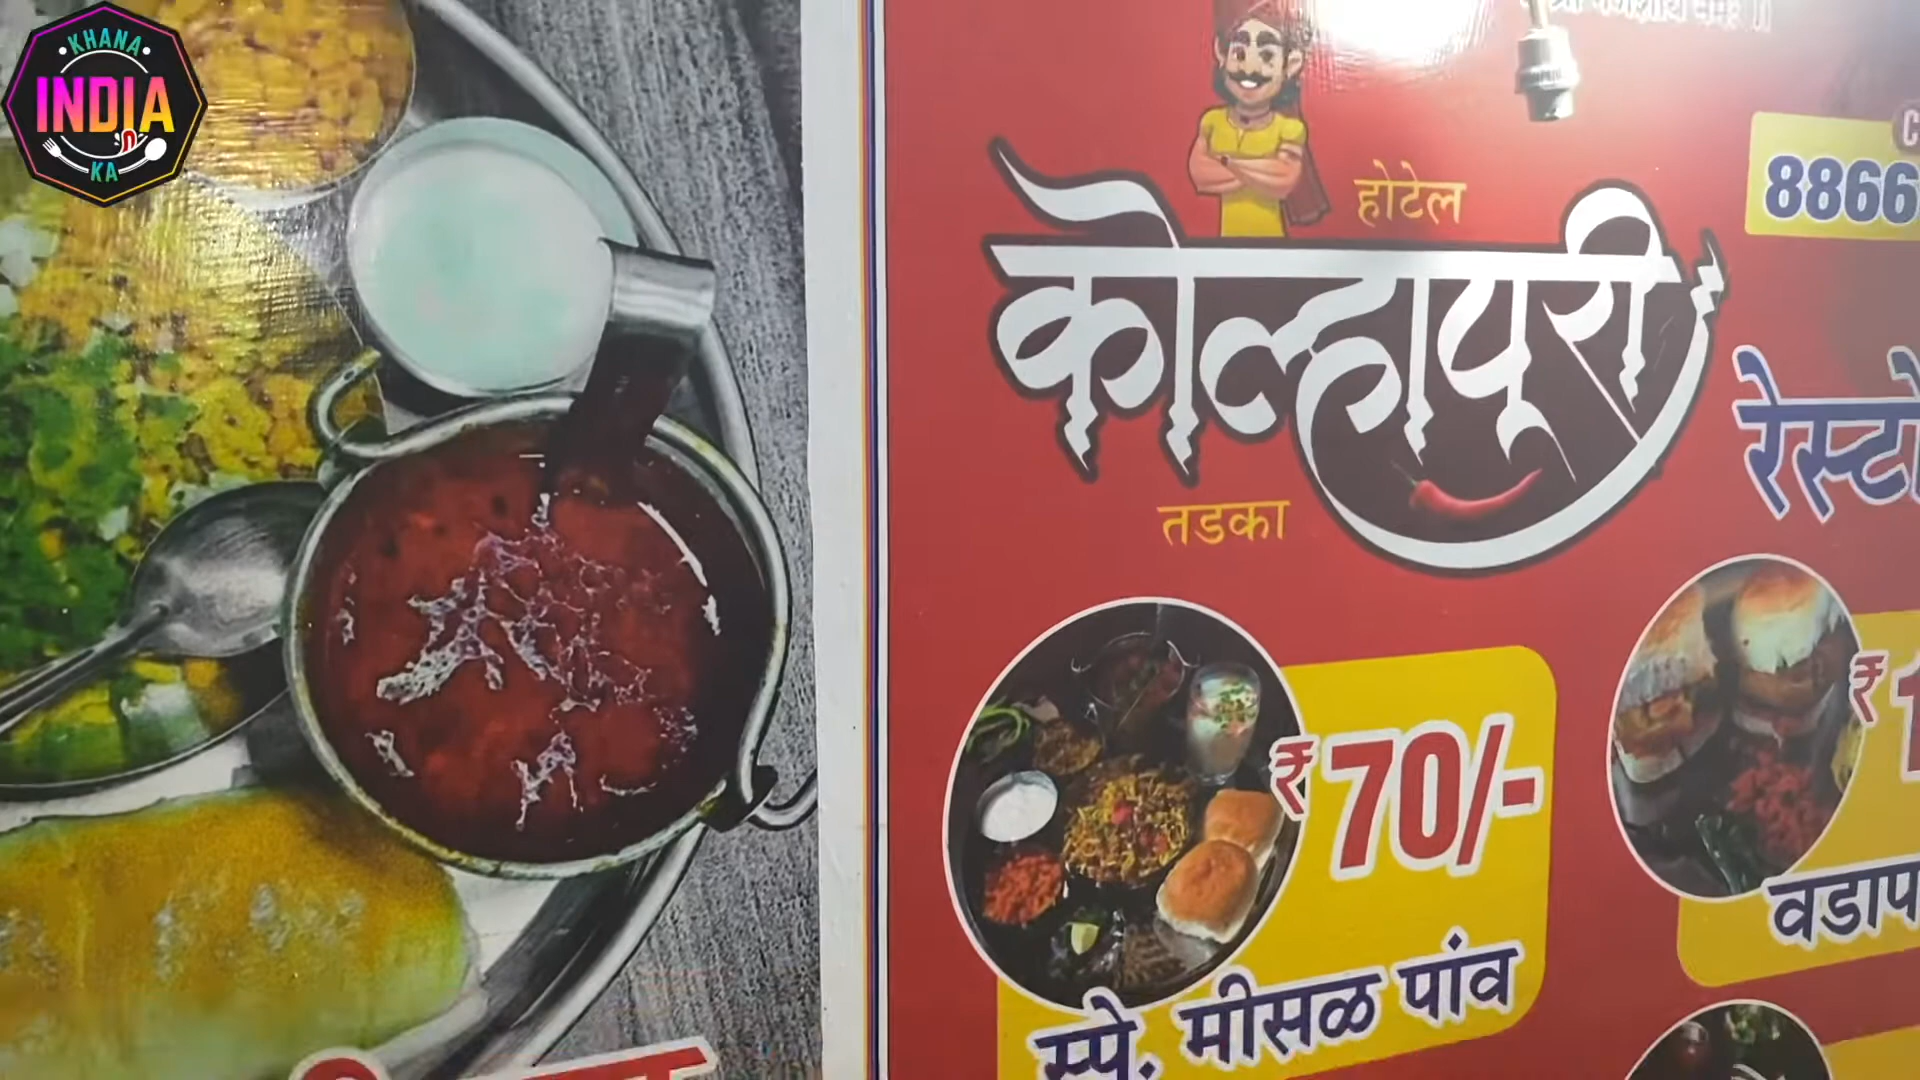 KHANA
INDIA
KA
होटेल
कोल्हापूरी
तडका
8866
₹70/-
स्पे. मीसळ पांव